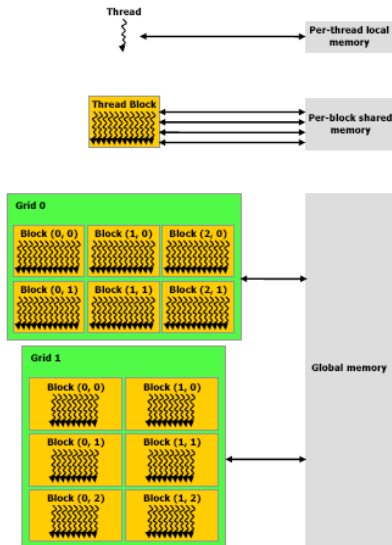 Thread
Per-thread local
memory
Thread Block
Per-block shared
memory
Grid 0
Block (0, 0)
Block (1, 0)
Block (2, 0)
Block (0, 1)
Block (1, 1)
Block (2, 1)
Grid 1
Global memory
Block (0, 0)
Block (1, 0)
Block (0, 1)
Block (1, 1)
Block (0, 2)
Block (1, 2)